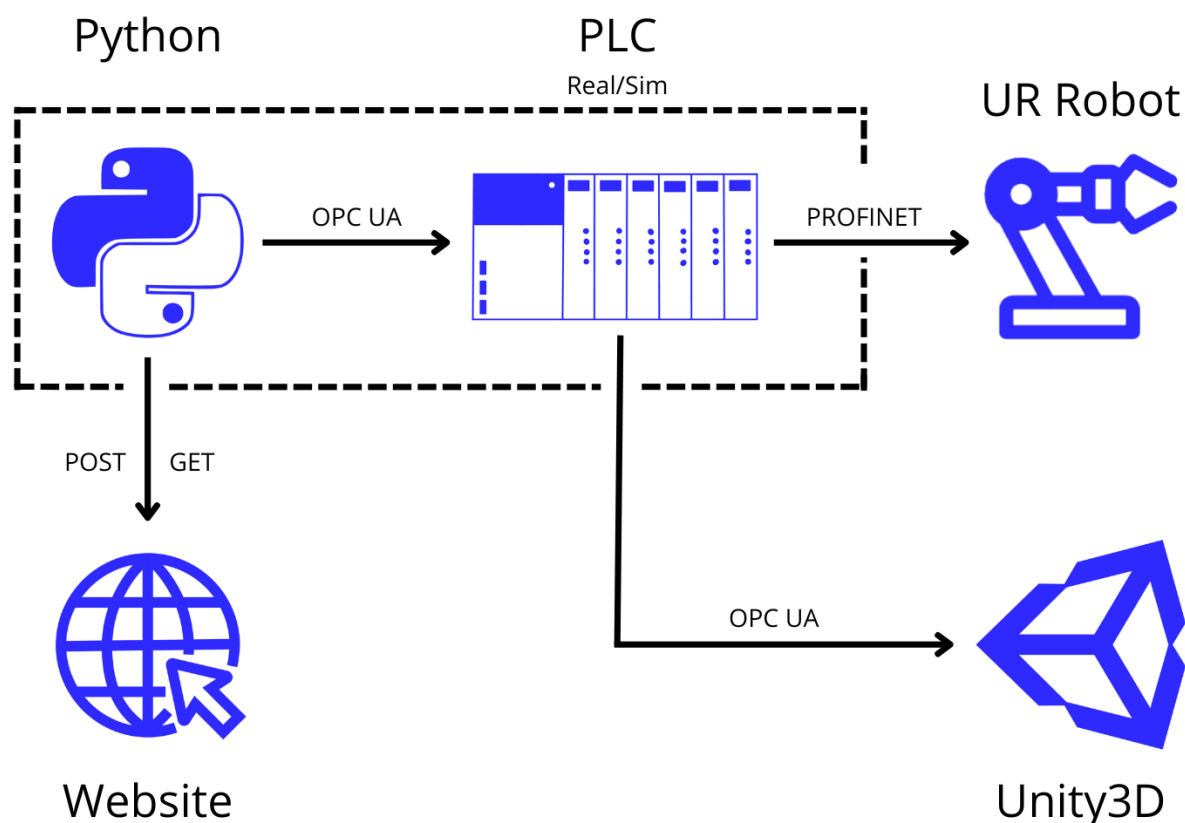 Python
PLC
Real/Sim
UR Robot
OPC UA
PROFINET
POST
GET
OPC UA
Website
Unity3D